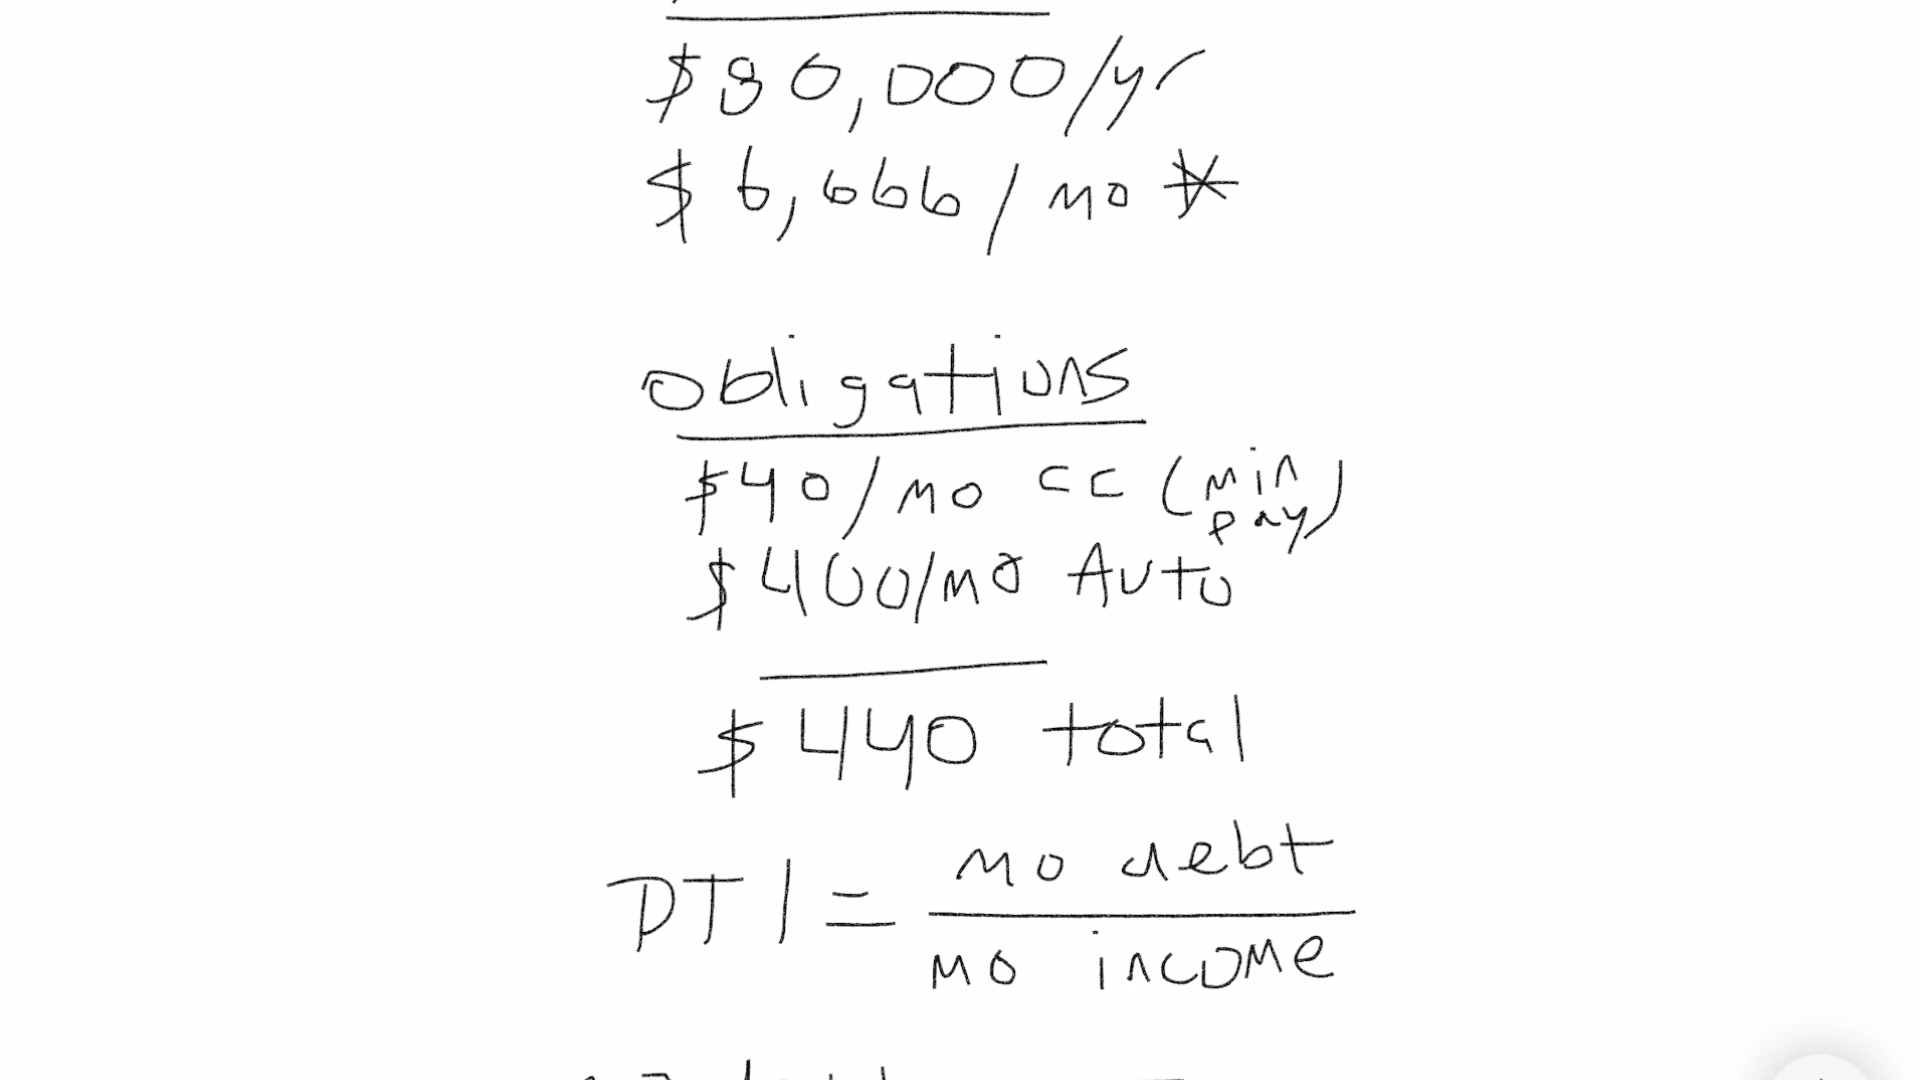 $80,000/yr
$6,666/mo *
obligations
$40/mo CC (min pay)
$400/mo Auto
$440 total
DTI = mo debt
mo income